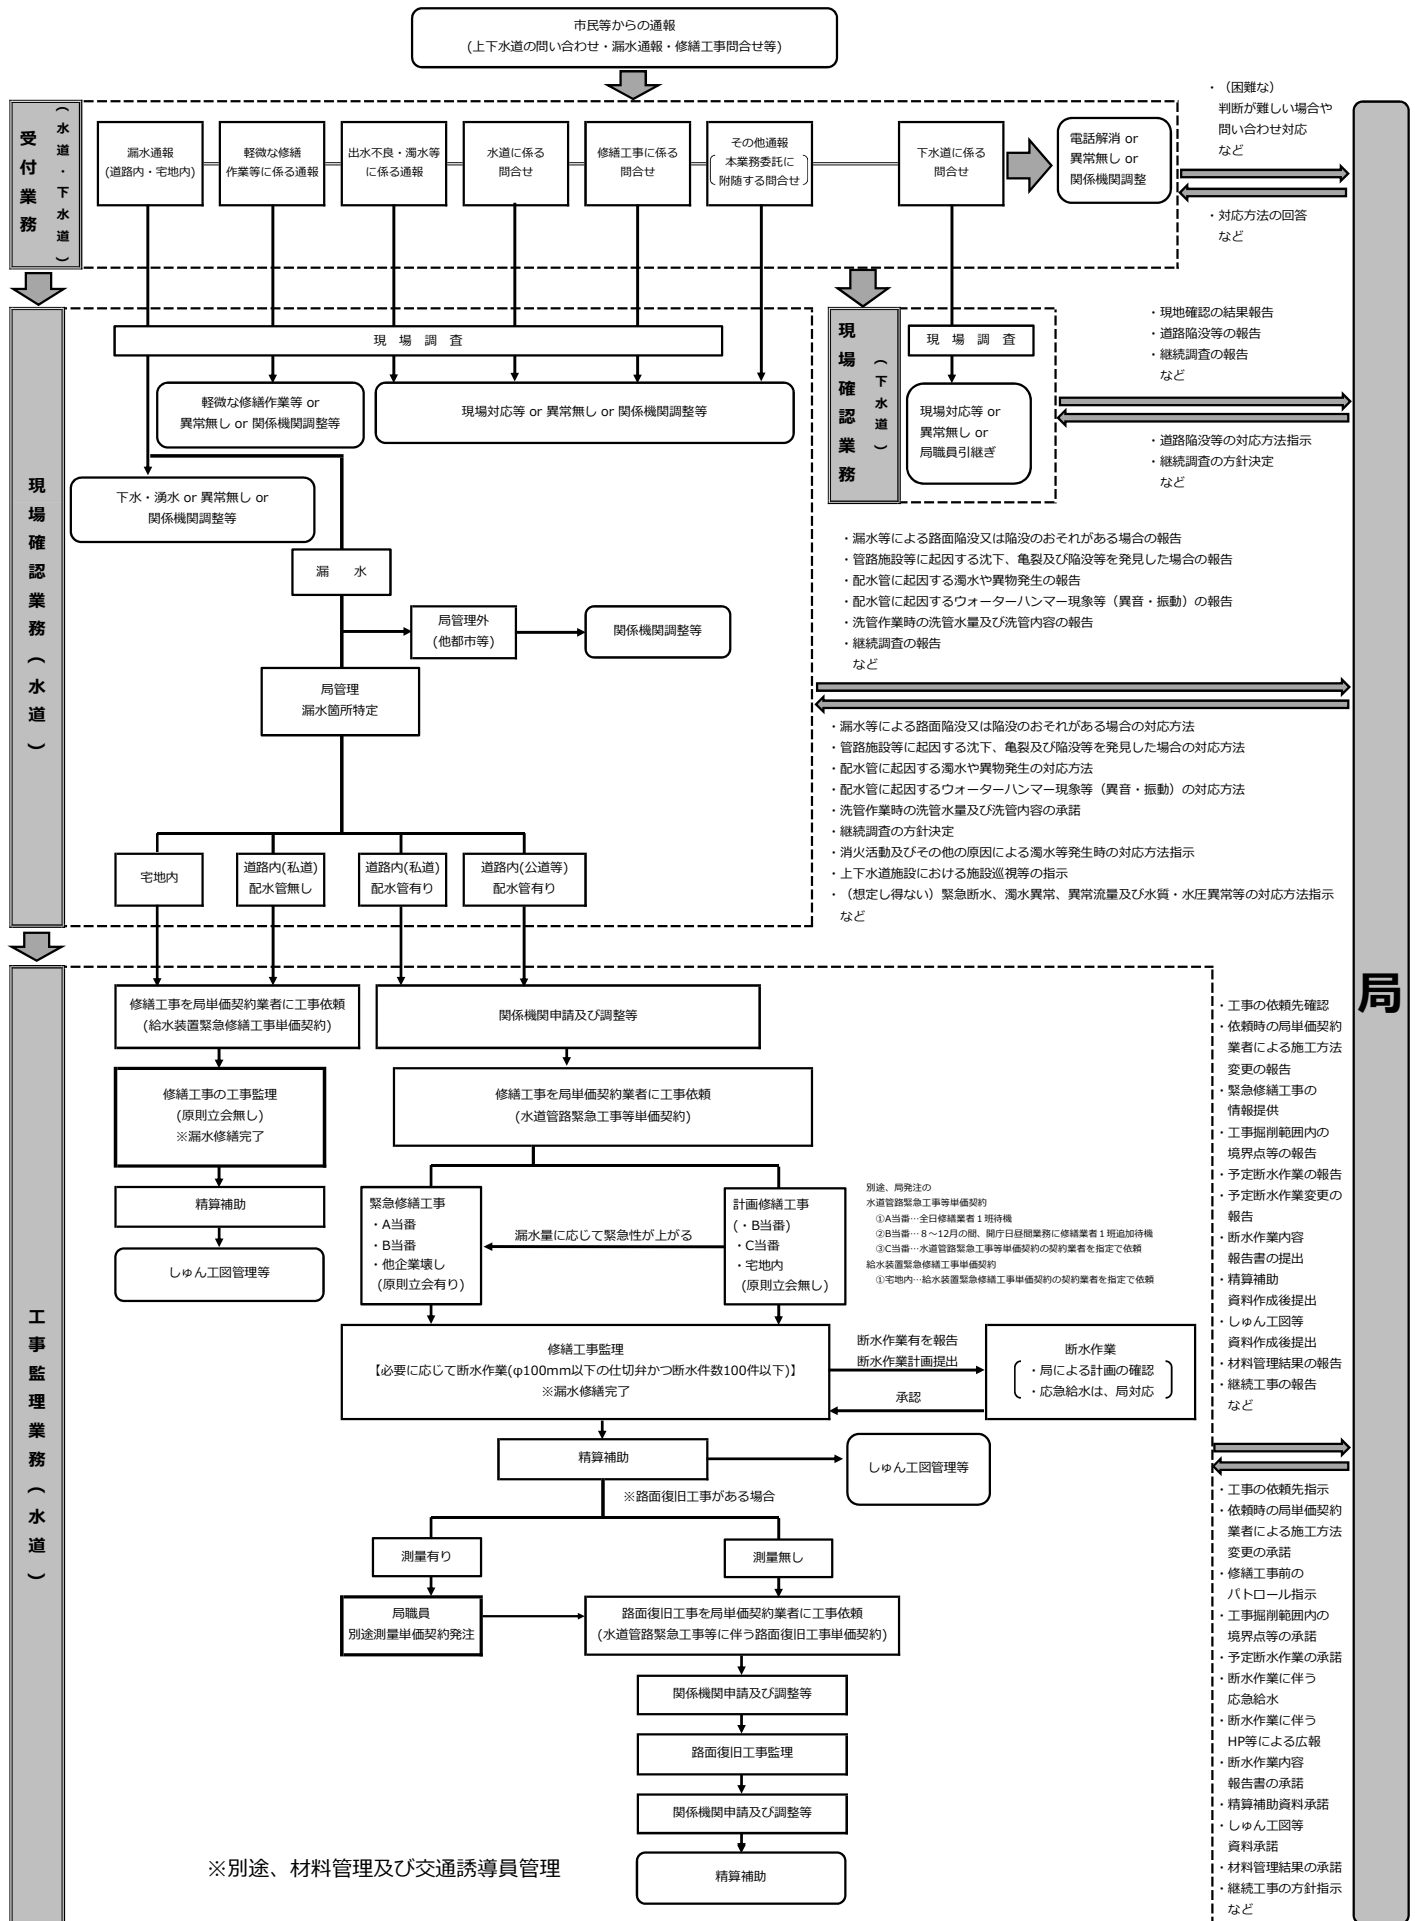 市民等からの通報
(上下水道の問い合わせ・漏水通報・修繕工事問合せ等)
受付業務
(水道・下水道)
漏水通報
(道路内・宅地内)
軽微な修繕
作業等に係る通報
出水不良・濁水等
に係る通報
水道に係る
問合せ
修繕工事に係る
問合せ
その他通報
本業務委託に
附随する問合せ
下水道に係る
問合せ
電話解消 or
異常無し or
関係機関調整
・（困難な）
判断が難しい場合や
問い合わせ対応
など
・対応方法の回答
など
局
現場確認業務(水道)
現 場 調 査
軽微な修繕作業等 or
異常無し or 関係機関調整等
現場対応等 or 異常無し or 関係機関調整等
下水・湧水 or 異常無し or
関係機関調整等
漏 水
局管理外
(他都市等)
関係機関調整等
局管理
漏水箇所特定
宅地内
道路内(私道)
配水管無し
道路内(私道)
配水管有り
道路内(公道等)
配水管有り
現場確認業務
(下水道)
現 場 調 査
現場対応等 or
異常無し or
局職員引継ぎ
・現地確認の結果報告
・道路陥没等の報告
・継続調査の報告
など
・道路陥没等の対応方法指示
・継続調査の方針決定
など
・漏水等による路面陥没又は陥没のおそれがある場合の報告
・管路施設等に起因する沈下、亀裂及び陥没等を発見した場合の報告
・配水管に起因する濁水や異物発生の報告
・配水管に起因するウォーターハンマー現象等（異音・振動）の報告
・洗管作業時の洗管水量及び洗管内容の報告
・継続調査の報告
など
・漏水等による路面陥没又は陥没のおそれがある場合の対応方法
・管路施設等に起因する沈下、亀裂及び陥没等を発見した場合の対応方法
・配水管に起因する濁水や異物発生の対応方法
・配水管に起因するウォーターハンマー現象等（異音・振動）の対応方法
・洗管作業時の洗管水量及び洗管内容の承諾
・継続調査の方針決定
・消火活動及びその他の原因による濁水等発生時の対応方法指示
・上下水道施設における施設巡視等の指示
・（想定し得ない）緊急断水、濁水異常、異常流量及び水質・水圧異常等の対応方法指示
など
工事監理業務(水道)
修繕工事を局単価契約業者に工事依頼
(給水装置緊急修繕工事単価契約)
修繕工事の工事監理
(原則立会無し)
※漏水修繕完了
精算補助
しゅん工図管理等
関係機関申請及び調整等
修繕工事を局単価契約業者に工事依頼
(水道管路緊急工事等単価契約)
緊急修繕工事
・A当番
・B当番
・他企業壊し
(原則立会有り)
漏水量に応じて緊急性が上がる
計画修繕工事
(・B当番)
・C当番
・宅地内
(原則立会無し)
別途、局発注の
水道管路緊急工事等単価契約
①A当番…全日修繕業者１班待機
②B当番…８～12月の間、開庁日昼間業務に修繕業者１班追加待機
③C当番…水道管路緊急工事等単価契約の契約業者を指定で依頼
給水装置緊急修繕工事単価契約
①宅地内…給水装置緊急修繕工事単価契約の契約業者を指定で依頼
修繕工事監理
【必要に応じて断水作業(φ100mm以下の仕切弁かつ断水件数100件以下)】
※漏水修繕完了
断水作業有を報告
断水作業計画提出
承認
断水作業
・局による計画の確認
・応急給水は、局対応
精算補助
しゅん工図管理等
※路面復旧工事がある場合
測量有り
測量無し
局職員
別途測量単価契約発注
路面復旧工事を局単価契約業者に工事依頼
(水道管路緊急工事等に伴う路面復旧工事単価契約)
関係機関申請及び調整等
路面復旧工事監理
関係機関申請及び調整等
精算補助
※別途、材料管理及び交通誘導員管理
・工事の依頼先確認
・依頼時の局単価契約
業者による施工方法
変更の報告
・緊急修繕工事の
情報提供
・工事掘削範囲内の
境界点等の報告
・予定断水作業の報告
・予定断水作業変更の
報告
・断水作業内容
報告書の提出
・精算補助
資料作成後提出
・しゅん工図等
資料作成後提出
・材料管理結果の報告
・継続工事の報告
など
・工事の依頼先指示
・依頼時の局単価契約
業者による施工方法
変更の承諾
・修繕工事前の
パトロール指示
・工事掘削範囲内の
境界点等の承諾
・予定断水作業の承諾
・断水作業に伴う
応急給水
・断水作業に伴う
HP等による広報
・断水作業内容
報告書の承諾
・精算補助資料承諾
・しゅん工図等
資料承諾
・材料管理結果の承諾
・継続工事の方針指示
など